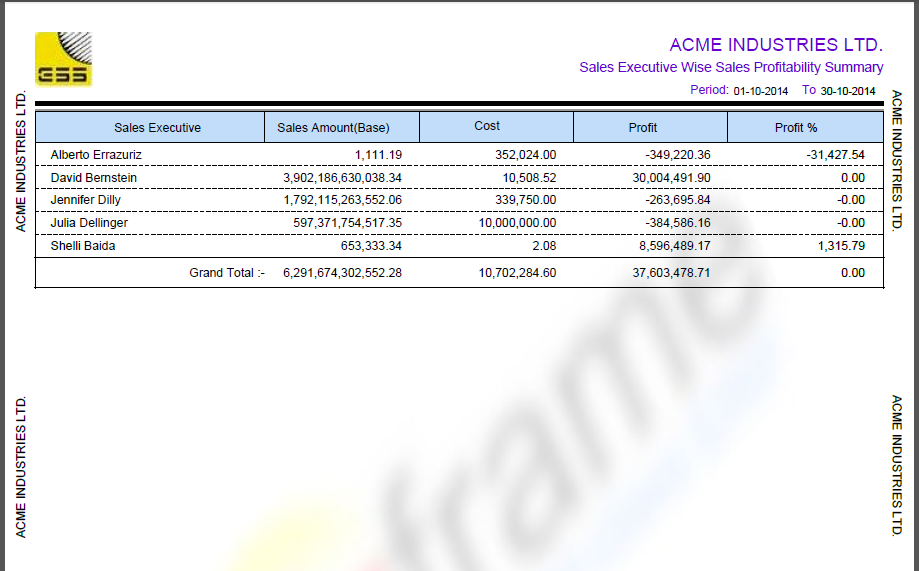 GSS
ACME INDUSTRIES LTD.
Sales Executive Wise Sales Profitability Summary
Period: 01-10-2014 To 30-10-2014
Sales Executive Sales Amount(Base) Cost Profit Profit %
Alberto Errazuriz 1,111.19 352,024.00 -349,220.36 -31,427.54
David Bernstein 3,902,186,630,038.34 10,508.52 30,004,491.90 0.00
Jennifer Dilly 1,792,115,263,552.06 339,750.00 -263,695.84 -0.00
Julia Dellinger 597,371,754,517.35 10,000,000.00 -384,586.16 -0.00
Shelli Baida 653,333.34 2.08 8,596,489.17 1,315.79
Grand Total :- 6,291,674,302,552.28 10,702,284.60 37,603,478.71 0.00
ACME INDUSTRIES LTD.
ACME INDUSTRIES LTD.
ACME INDUSTRIES LTD.
ACME INDUSTRIES LTD.
frame